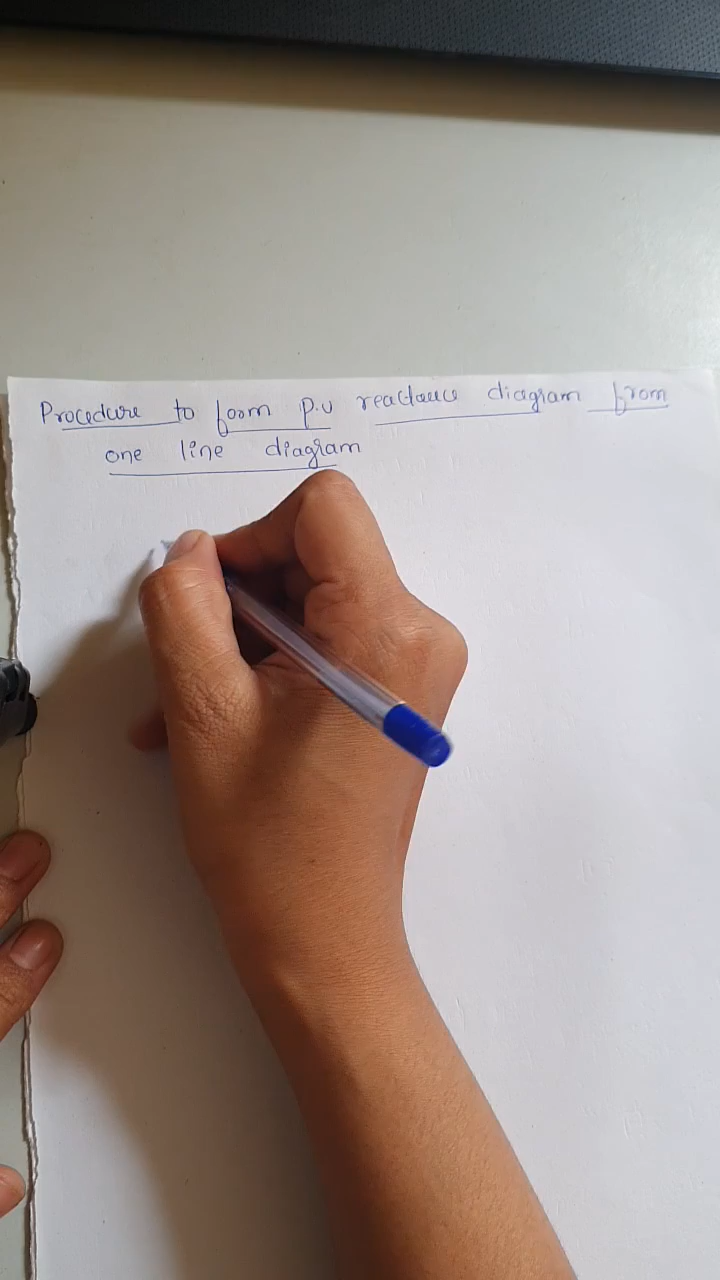 Procedure to form p.u reactance diagram from
one line diagram